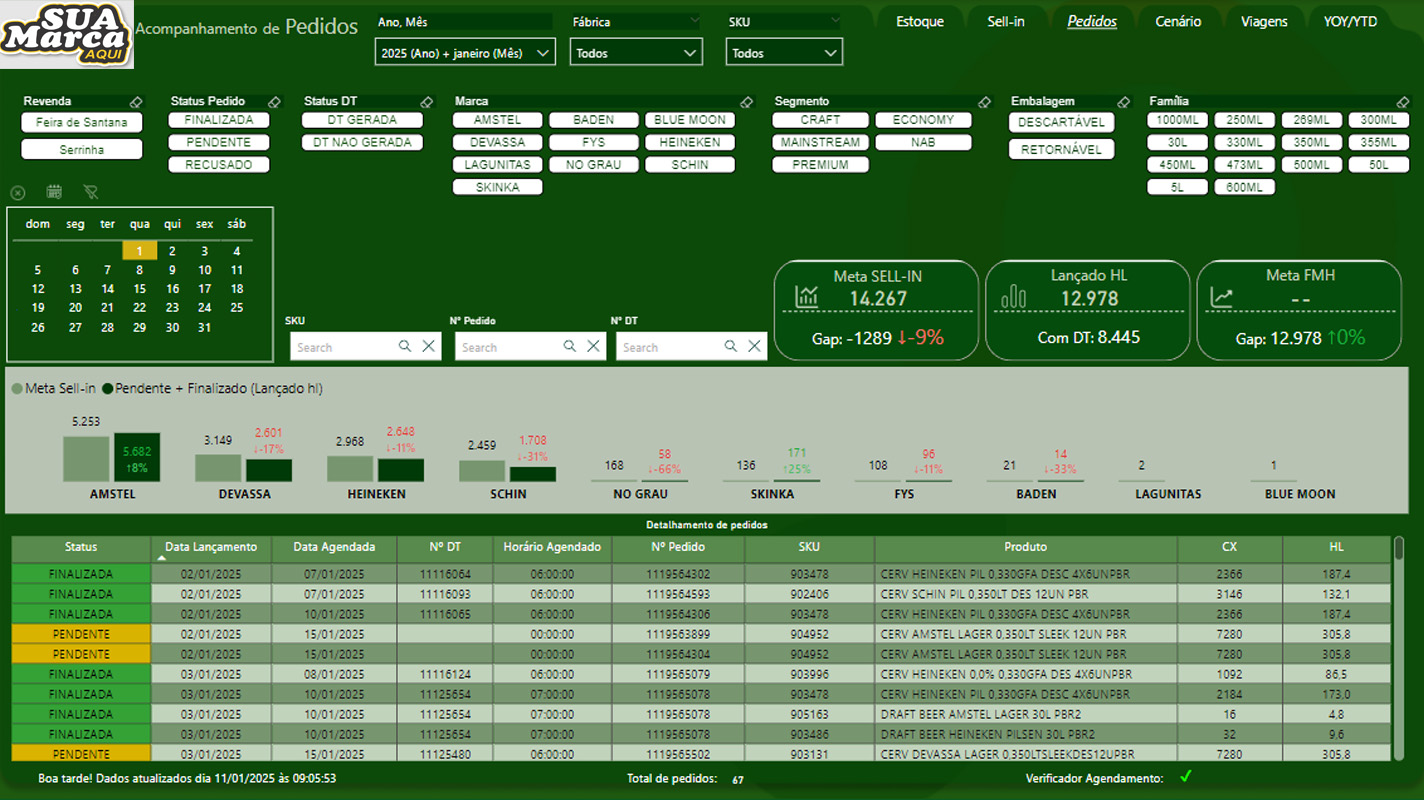 SUA
Marca
AQUI
Acompanhamento de Pedidos
Ano, Mês
Fábrica
SKU
2025 (Ano) + janeiro (Mês)
Todos
Todos
Estoque
Sell-in
Pedidos
Cenário
Viagens
YOY/YTD
Revenda
Feira de Santana
Serrinha
Status Pedido
FINALIZADA
PENDENTE
RECUSADO
Status DT
DT GERADA
DT NAO GERADA
Marca
AMSTEL BADEN BLUE MOON
DEVASSA FYS HEINEKEN
LAGUNITAS NO GRAU SCHIN
SKINKA
Segmento
CRAFT ECONOMY
MAINSTREAM NAB
PREMIUM
Embalagem
DESCARTÁVEL
RETORNÁVEL
Família
1000ML 250ML 269ML 300ML
30L 330ML 350ML 355ML
450ML 473ML 500ML 50L
5L 600ML
dom seg ter qua qui sex sáb
1 2 3 4
5 6 7 8 9 10 11
12 13 14 15 16 17 18
19 20 21 22 23 24 25
26 27 28 29 30 31
SKU
Search
Nº Pedido
Search
Nº DT
Search
Meta SELL-IN
14.267
Gap: -1289 ↓-9%
Lançado HL
12.978
Com DT: 8.445
Meta FMH
--
Gap: 12.978 ↑0%
Meta Sell-in Pendente + Finalizado (Lançado hl)
5.253
5.682
↑8%
AMSTEL
3.149
2.601
↓-17%
DEVASSA
2.968
2.648
↓-11%
HEINEKEN
2.459
1.708
↓-31%
SCHIN
168
58
↓-66%
NO GRAU
136
171
↑25%
SKINKA
108
96
↓-11%
FYS
21
14
↓-33%
BADEN
2
LAGUNITAS
1
BLUE MOON
Detalhamento de pedidos
Status Data Lançamento Data Agendada Nº DT Horário Agendado Nº Pedido SKU Produto CX HL
FINALIZADA 02/01/2025 07/01/2025 11116064 06:00:00 1119564302 903478 CERV HEINEKEN PIL 0,330GFA DESC 4X6UNPBR 2366 187,4
FINALIZADA 02/01/2025 07/01/2025 11116093 06:00:00 1119564593 902406 CERV SCHIN PIL 0,350LT DES 12UN PBR 3146 132,1
FINALIZADA 02/01/2025 10/01/2025 11116065 06:00:00 1119564306 903478 CERV HEINEKEN PIL 0,330GFA DESC 4X6UNPBR 2366 187,4
PENDENTE 02/01/2025 15/01/2025 00:00:00 1119563899 904952 CERV AMSTEL LAGER 0,350LT SLEEK 12UN PBR 7280 305,8
PENDENTE 02/01/2025 15/01/2025 00:00:00 1119564304 904952 CERV AMSTEL LAGER 0,350LT SLEEK 12UN PBR 7280 305,8
FINALIZADA 03/01/2025 08/01/2025 11116124 06:00:00 1119565079 903996 CERV HEINEKEN 0,0% 0,330GFA DES 4X6UNPBR 1092 86,5
FINALIZADA 03/01/2025 10/01/2025 11125654 07:00:00 1119565078 903478 CERV HEINEKEN PIL 0,330GFA DESC 4X6UNPBR 2184 173,0
FINALIZADA 03/01/2025 10/01/2025 11125654 07:00:00 1119565078 905163 DRAFT BEER AMSTEL LAGER 30L PBR2 16 4,8
FINALIZADA 03/01/2025 10/01/2025 11125654 07:00:00 1119565078 903486 DRAFT BEER HEINEKEN PILSEN 30L PBR2 32 9,6
PENDENTE 03/01/2025 15/01/2025 11125480 06:00:00 1119565502 903131 CERV DEVASSA LAGER 0,350LTSLEEKDES12UPBR 7280 305,8
Boa tarde! Dados atualizados dia 11/01/2025 às 09:05:53
Total de pedidos: 67
Verificador Agendamento: ✓